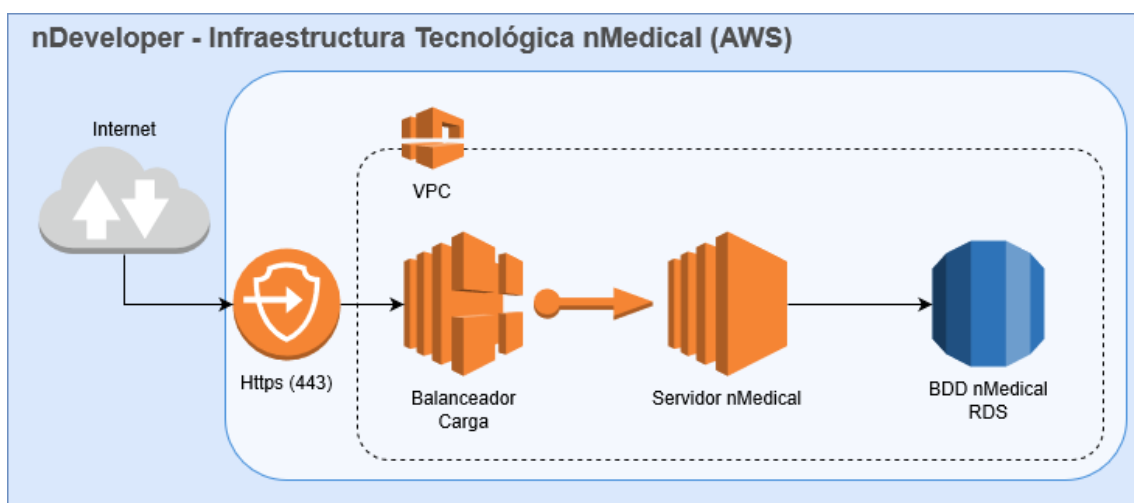 nDeveloper - Infraestructura Tecnológica nMedical (AWS)
Internet
VPC
Https (443)
Balanceador
Carga
Servidor nMedical
BDD nMedical
RDS